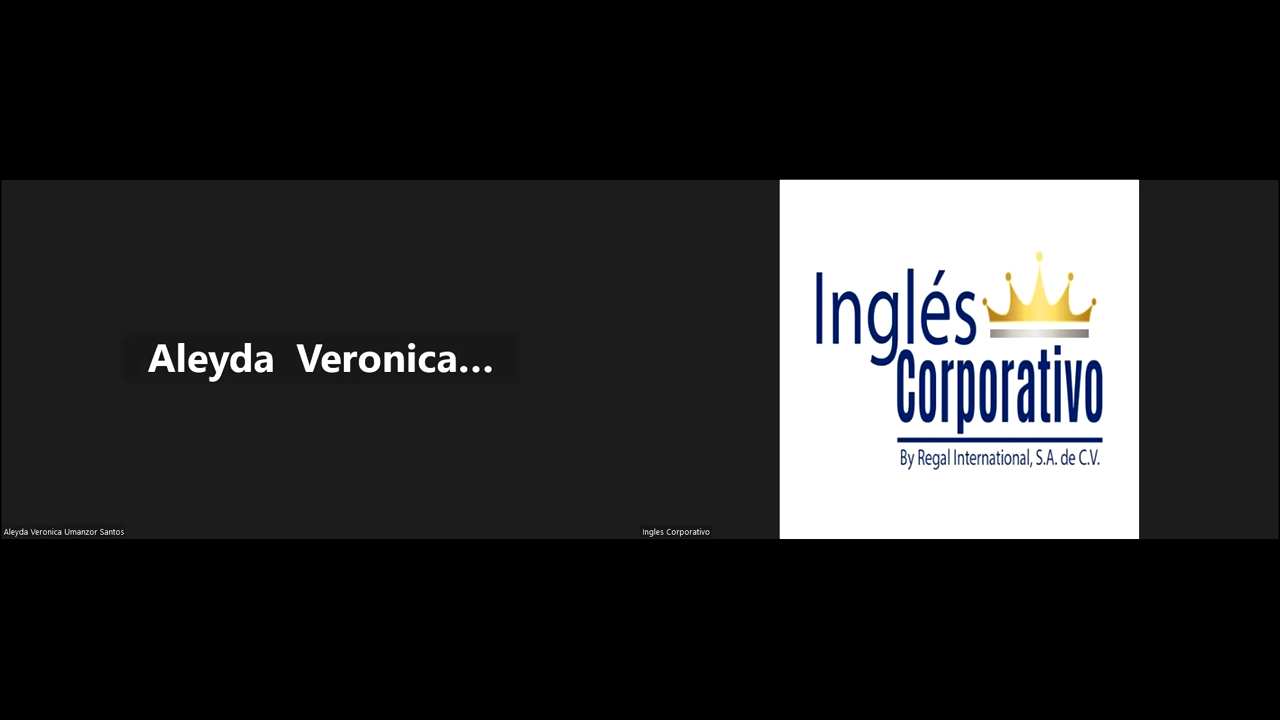 Aleyda Veronica...
Aleyda Veronica Umanzor Santos
Inglés
Corporativo
By Regal International, S.A. de C.V.
Ingles Corporativo